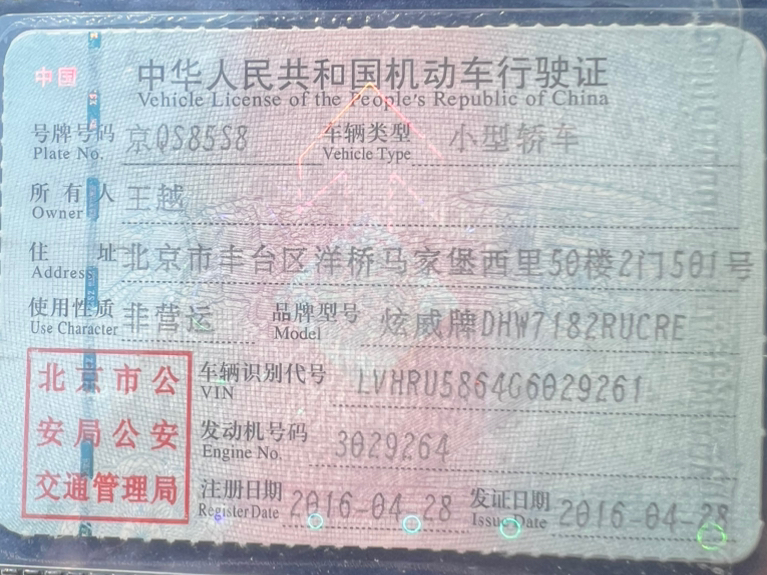 中国
中华人民共和国机动车行驶证
Vehicle License of the People's Republic of China
号牌号码 京QS85S8 车辆类型 小型轿车
Plate No. Vehicle Type
所有人 王越
Owner
住址 北京市丰台区洋桥马家堡西里50楼2门501号
Address
使用性质 非营运 品牌型号 炫威牌DHW7182RUCRE
Use Character Model
北京市公安局公安交通管理局
车辆识别代号 LVHRU5864G6029261
VIN
发动机号码 3029264
Engine No.
注册日期 2016-04-28 发证日期 2016-04-28
Register Date Issue Date